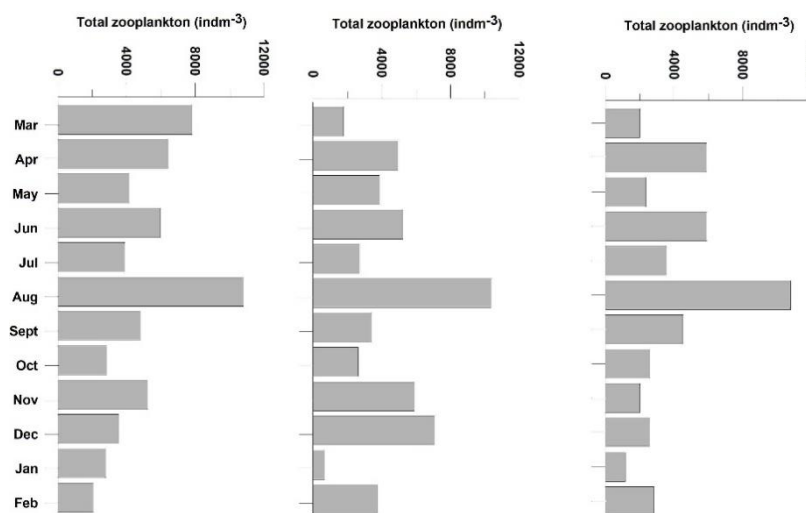 Total zooplankton (indm-3)
Total zooplankton (indm-3)
Total zooplankton (indm-3)
0 4000 8000 12000
0 4000 8000 12000
0 4000 8000
Mar
Apr
May
Jun
Jul
Aug
Sept
Oct
Nov
Dec
Jan
Feb